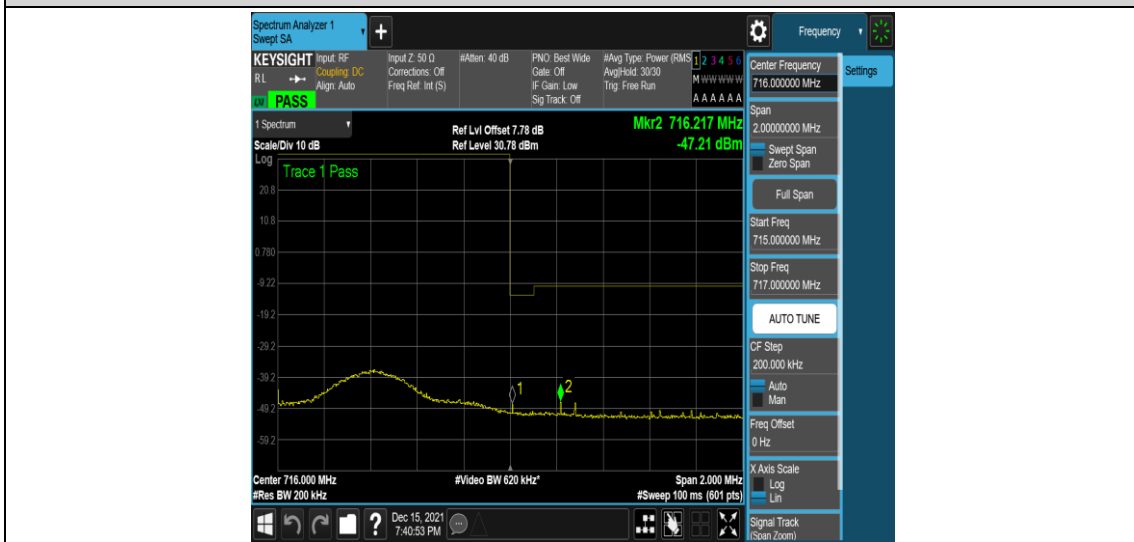 Spectrum Analyzer 1
Swept SA
+
Frequency
KEYSIGHT
Input: RF
Coupling: DC
Align: Auto
RL
LXI
PASS
Input Z: 50 Ω
Corrections: Off
Freq Ref: Int (S)
#Atten: 40 dB
PNO: Best Wide
Gate: Off
IF Gain: Low
Sig Track: Off
#Avg Type: Power (RMS
Avg|Hold: 30/30
Trig: Free Run
1 2 3 4 5 6
M W W W W W
A A A A A A
1 Spectrum
Scale/Div 10 dB
Ref Lvl Offset 7.78 dB
Ref Level 30.78 dBm
Mkr2 716.217 MHz
-47.21 dBm
Log
Trace 1 Pass
20.8
10.8
0.780
-9.22
-19.2
-29.2
-39.2
-49.2
-59.2
1
2
Center 716.000 MHz
#Res BW 200 kHz
#Video BW 620 kHz*
Span 2.000 MHz
#Sweep 100 ms (601 pts)
?
Dec 15, 2021
7:40:53 PM
Center Frequency
716.000000 MHz
Settings
Span
2.00000000 MHz
Swept Span
Zero Span
Full Span
Start Freq
715.000000 MHz
Stop Freq
717.000000 MHz
AUTO TUNE
CF Step
200.000 kHz
Auto
Man
Freq Offset
0 Hz
X Axis Scale
Log
Lin
Signal Track
(Span Zoom)